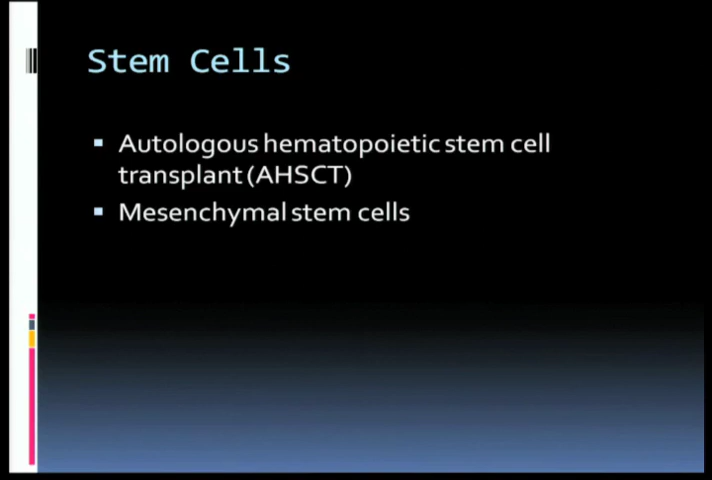 Stem Cells
Autologous hematopoietic stem cell
transplant (AHSCT)
Mesenchymal stem cells